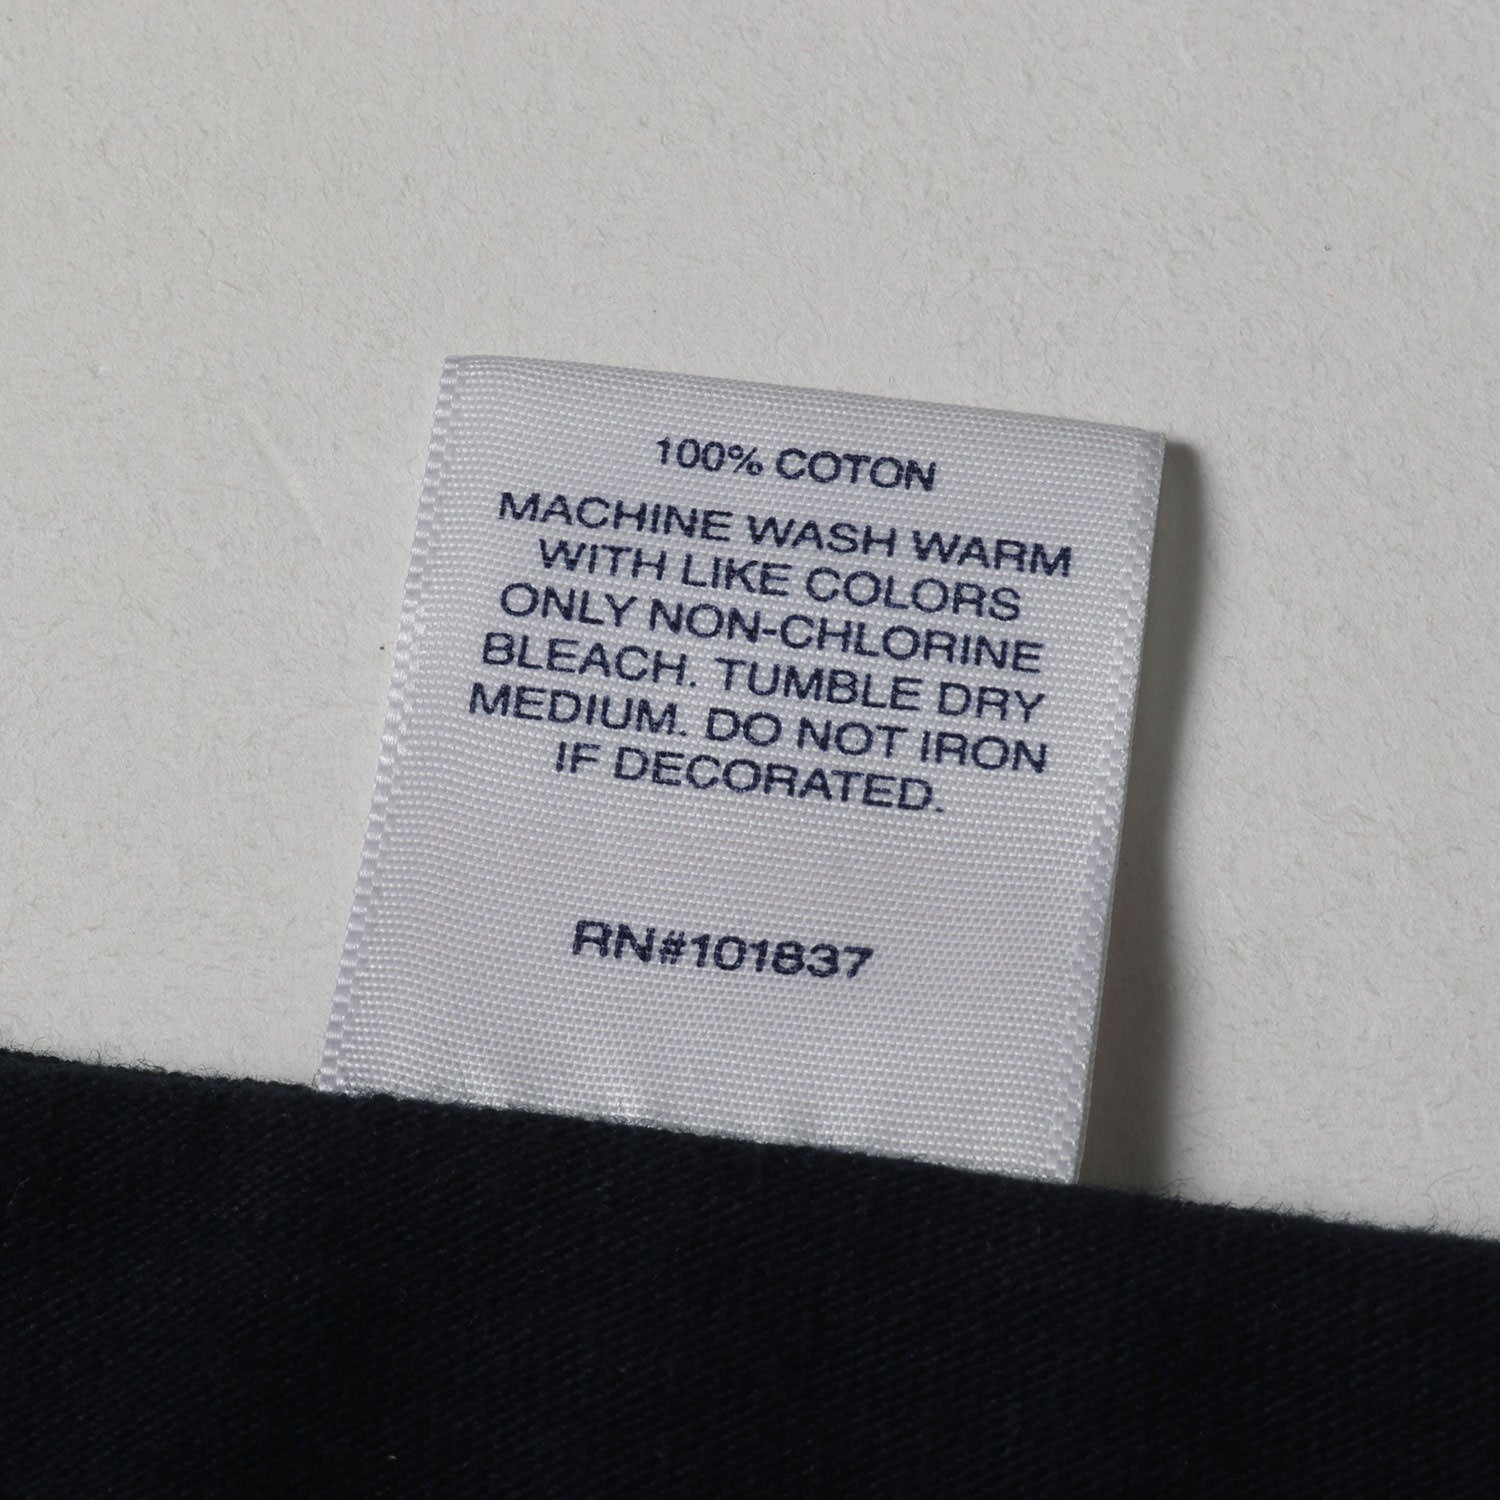 100% COTON
MACHINE WASH WARM
WITH LIKE COLORS
ONLY NON-CHLORINE
BLEACH. TUMBLE DRY
MEDIUM. DO NOT IRON
IF DECORATED.
RN#101837